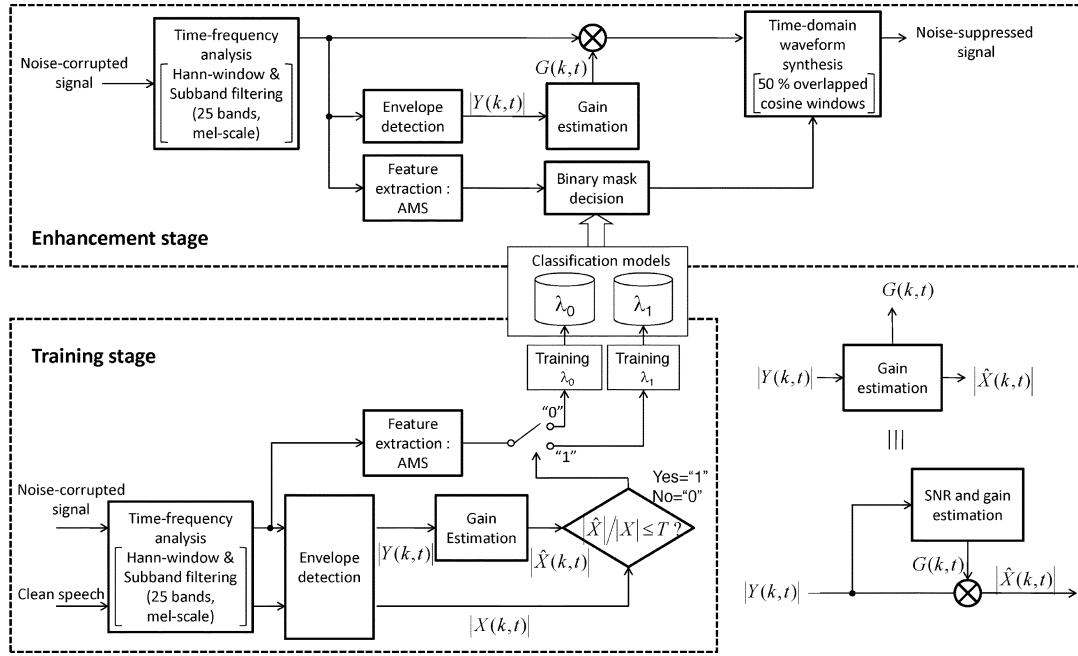 Noise-corrupted
signal
Time-frequency
analysis
Hann-window &
Subband filtering
(25 bands,
mel-scale)
Envelope
detection
|Y(k,t)|
Gain
estimation
G(k,t)
Time-domain
waveform
synthesis
50 % overlapped
cosine windows
Noise-suppressed
signal
Feature
extraction :
AMS
Binary mask
decision
Enhancement stage
Classification models
λ0
λ1
Training stage
Training
λ0
Training
λ1
"0"
"1"
Feature
extraction :
AMS
Yes="1"
No="0"
Noise-corrupted
signal
Clean speech
Time-frequency
analysis
Hann-window &
Subband filtering
(25 bands,
mel-scale)
Envelope
detection
|Y(k,t)|
Gain
Estimation
|X̂(k,t)|
|X̂|/|X| ≤ T ?
|X(k,t)|
G(k,t)
|Y(k,t)|
Gain
estimation
|X̂(k,t)|
SNR and gain
estimation
G(k,t)
|Y(k,t)|
|X̂(k,t)|